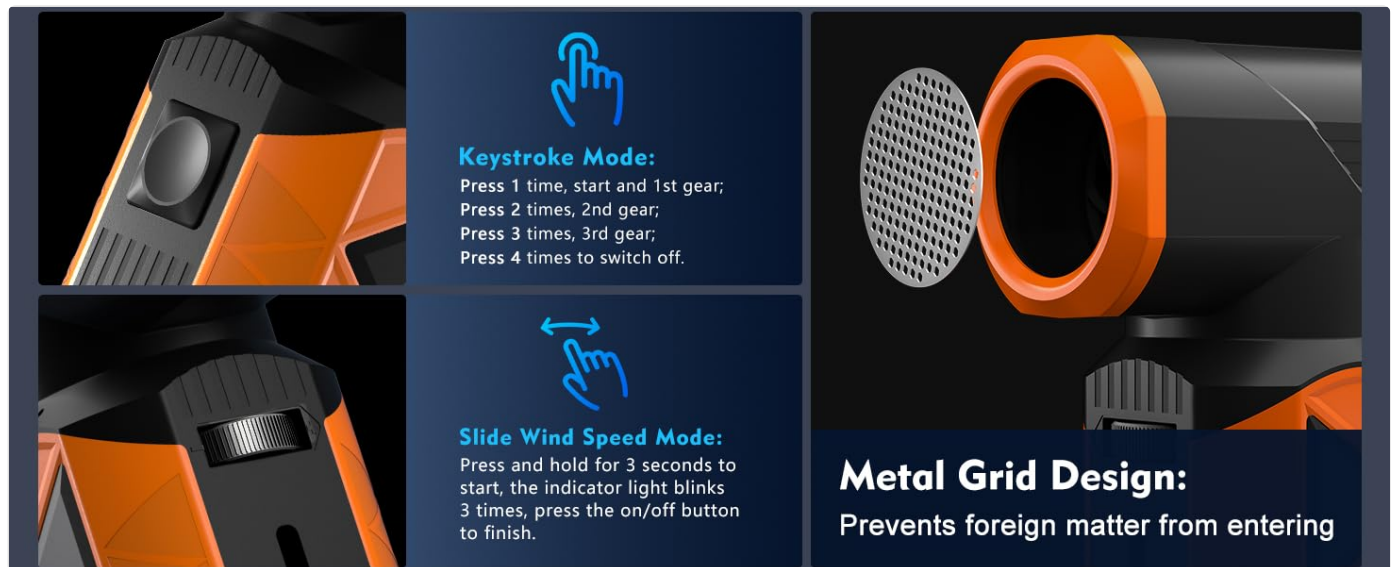 Keystroke Mode:
Press 1 time, start and 1st gear;
Press 2 times, 2nd gear;
Press 3 times, 3rd gear;
Press 4 times to switch off.
Slide Wind Speed Mode:
Press and hold for 3 seconds to
start, the indicator light blinks
3 times, press the on/off button
to finish.
Metal Grid Design:
Prevents foreign matter from entering